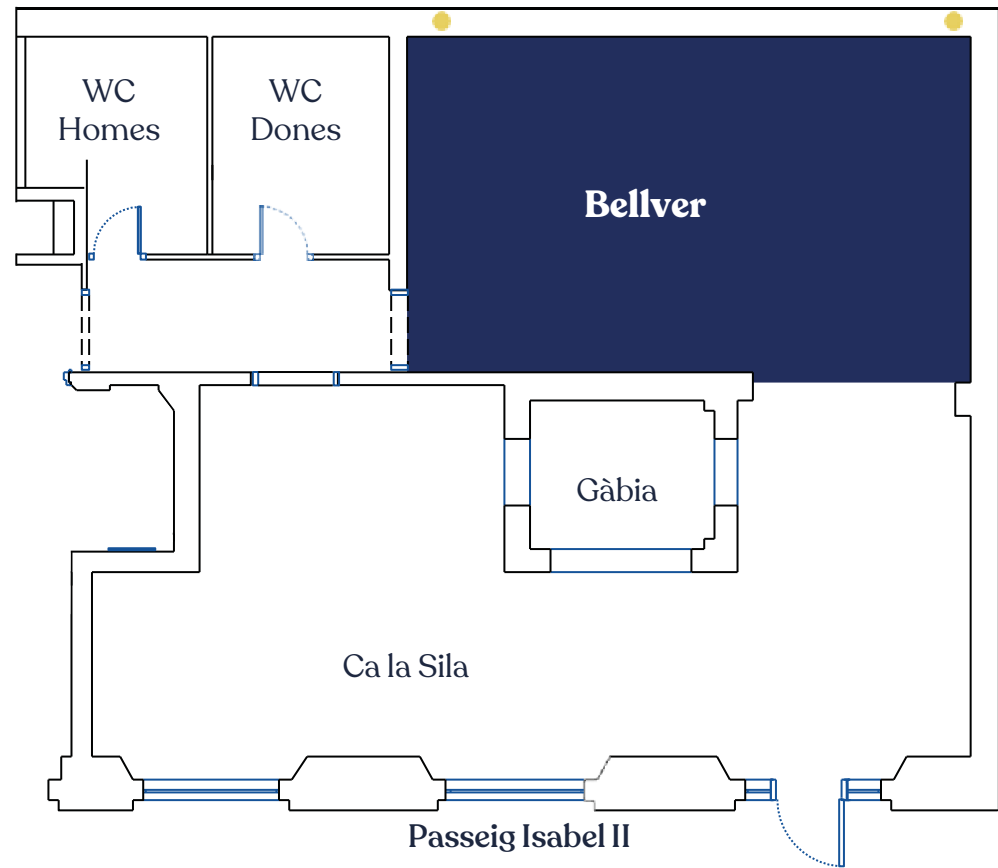 WC
Homes
WC
Dones
Bellver
Gàbia
Ca la Sila
Passeig Isabel II